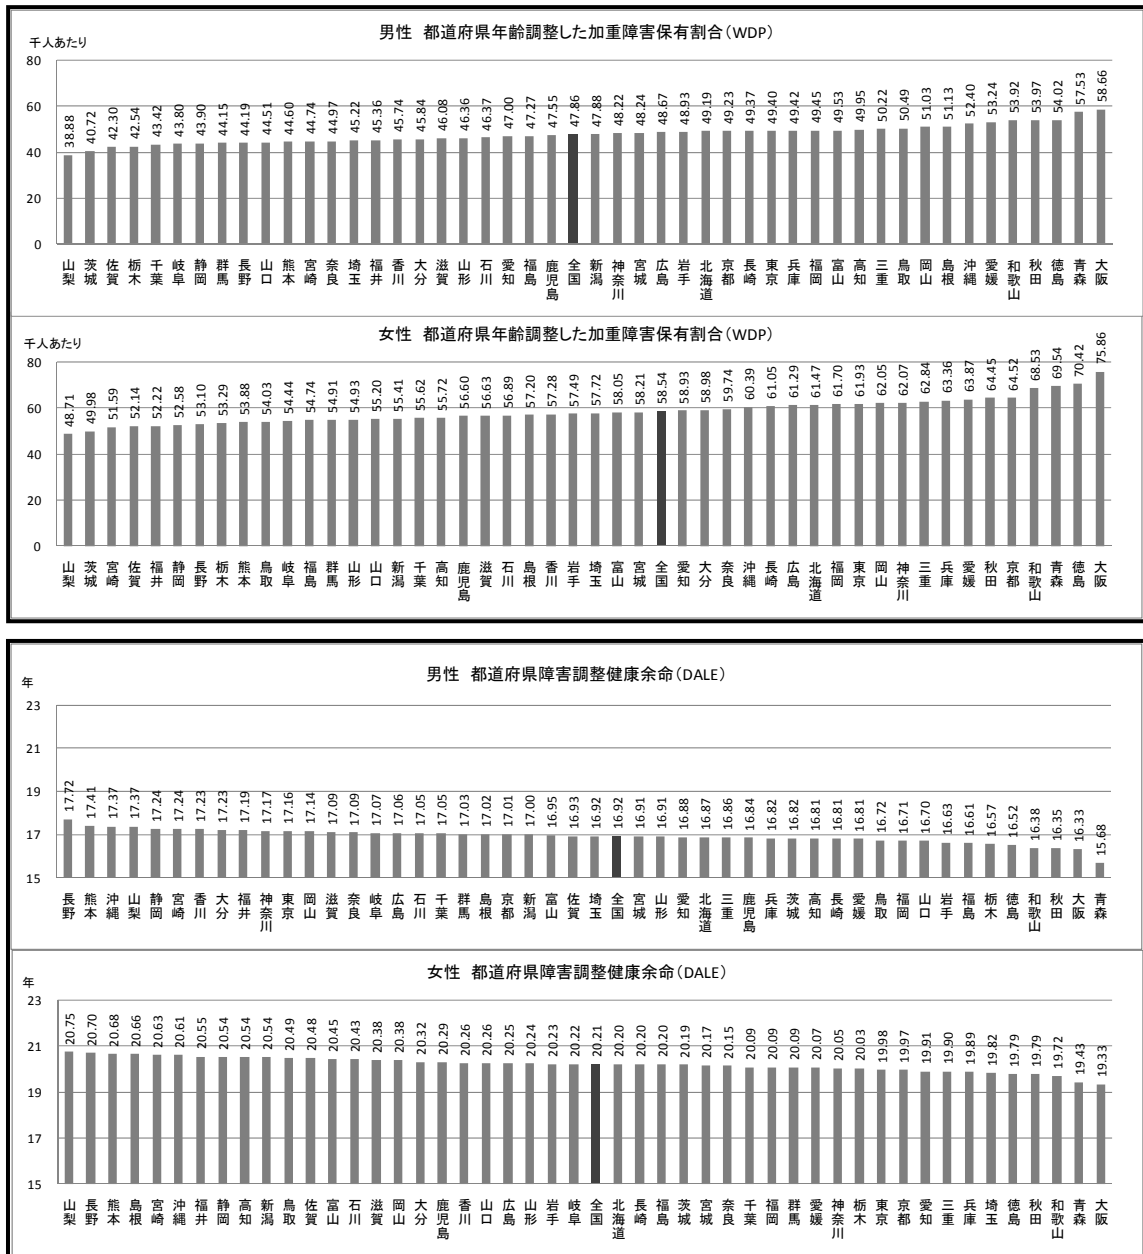 男性 都道府県年齢調整した加重障害保有割合(WDP)
千人あたり
80
60
40
20
0
38.88 40.72 42.30 42.54 43.42 43.80 43.90 44.15 44.19 44.51 44.60 44.74 44.97 45.22 45.36 45.74 45.84 46.08 46.36 46.37 47.00 47.27 47.55 47.86 47.88 48.22 48.24 48.67 48.93 49.19 49.23 49.37 49.40 49.42 49.45 49.53 49.95 50.22 50.49 51.03 51.13 52.40 53.24 53.92 53.97 54.02 57.53 58.66
山梨 茨城 佐賀 栃木 千葉 岐阜 静岡 群馬 長野 山口 熊本 宮崎 奈良 埼玉 福井 香川 大分 滋賀 山形 石川 愛知 福島 鹿児島 全国 新潟 神奈川 宮城 広島 岩手 北海道 京都 長崎 東京 兵庫 福岡 富山 高知 三重 鳥取 岡山 島根 沖縄 愛媛 和歌山 秋田 徳島 青森 大阪
女性 都道府県年齢調整した加重障害保有割合(WDP)
千人あたり
80
60
40
20
0
48.71 49.98 51.59 52.14 52.22 52.58 53.10 53.29 53.88 54.03 54.44 54.74 54.91 54.93 55.20 55.41 55.62 55.72 56.60 56.63 56.89 57.20 57.28 57.49 57.72 58.05 58.21 58.54 58.93 58.98 59.74 60.39 61.05 61.29 61.47 61.70 61.93 62.05 62.07 62.84 63.36 63.87 64.45 64.52 68.53 69.54 70.42 75.86
山梨 茨城 宮崎 佐賀 福井 静岡 長野 栃木 熊本 鳥取 岐阜 福島 群馬 山形 山口 新潟 千葉 高知 鹿児島 滋賀 石川 島根 香川 岩手 埼玉 富山 宮城 全国 愛知 大分 奈良 沖縄 長崎 広島 北海道 福岡 東京 岡山 神奈川 三重 兵庫 愛媛 秋田 京都 和歌山 青森 徳島 大阪
男性 都道府県障害調整健康余命(DALE)
年
23
21
19
17
15
17.72 17.41 17.37 17.37 17.24 17.24 17.23 17.23 17.19 17.17 17.16 17.14 17.09 17.09 17.07 17.06 17.05 17.05 17.03 17.02 17.01 17.00 16.95 16.93 16.92 16.92 16.91 16.91 16.88 16.87 16.86 16.84 16.82 16.82 16.81 16.81 16.81 16.72 16.71 16.70 16.63 16.61 16.57 16.52 16.38 16.35 16.33 15.68
長野 熊本 沖縄 山梨 静岡 宮崎 香川 大分 福井 神奈川 東京 岡山 滋賀 奈良 岐阜 広島 石川 千葉 群馬 島根 京都 新潟 富山 佐賀 埼玉 全国 宮城 山形 愛知 北海道 三重 鹿児島 兵庫 茨城 高知 長崎 愛媛 鳥取 福岡 山口 岩手 福島 栃木 徳島 和歌山 秋田 大阪 青森
女性 都道府県障害調整健康余命(DALE)
年
23
21
19
17
15
20.75 20.70 20.68 20.66 20.63 20.61 20.55 20.54 20.54 20.54 20.49 20.48 20.45 20.43 20.38 20.38 20.32 20.29 20.26 20.26 20.25 20.24 20.23 20.22 20.21 20.20 20.20 20.20 20.19 20.17 20.15 20.09 20.09 20.09 20.07 20.05 20.03 19.98 19.97 19.91 19.90 19.89 19.82 19.79 19.79 19.72 19.43 19.33
山梨 長野 熊本 島根 宮崎 沖縄 福井 静岡 高知 新潟 鳥取 佐賀 富山 石川 滋賀 岡山 大分 鹿児島 香川 山口 広島 山形 岩手 岐阜 全国 北海道 長崎 福島 茨城 宮城 奈良 千葉 福岡 群馬 愛媛 神奈川 栃木 東京 京都 愛知 三重 兵庫 埼玉 徳島 秋田 和歌山 青森 大阪